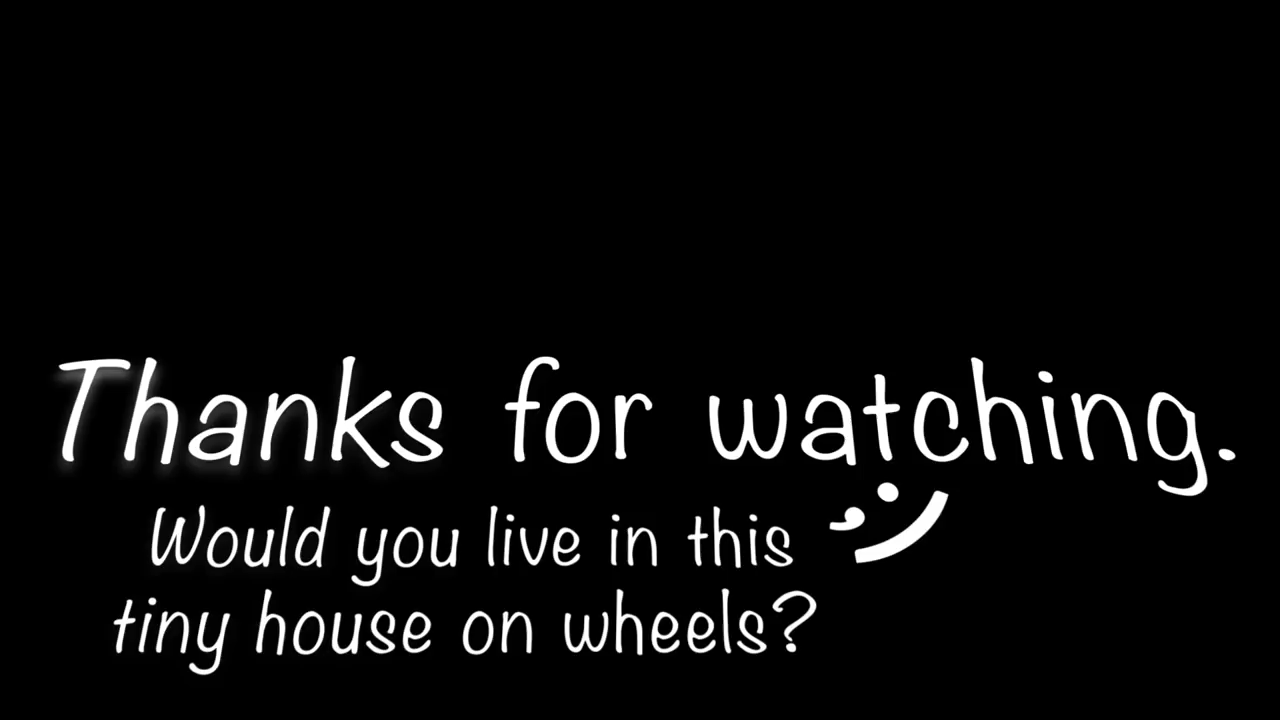 Thanks for watching.
Would you live in this ;)
tiny house on wheels?